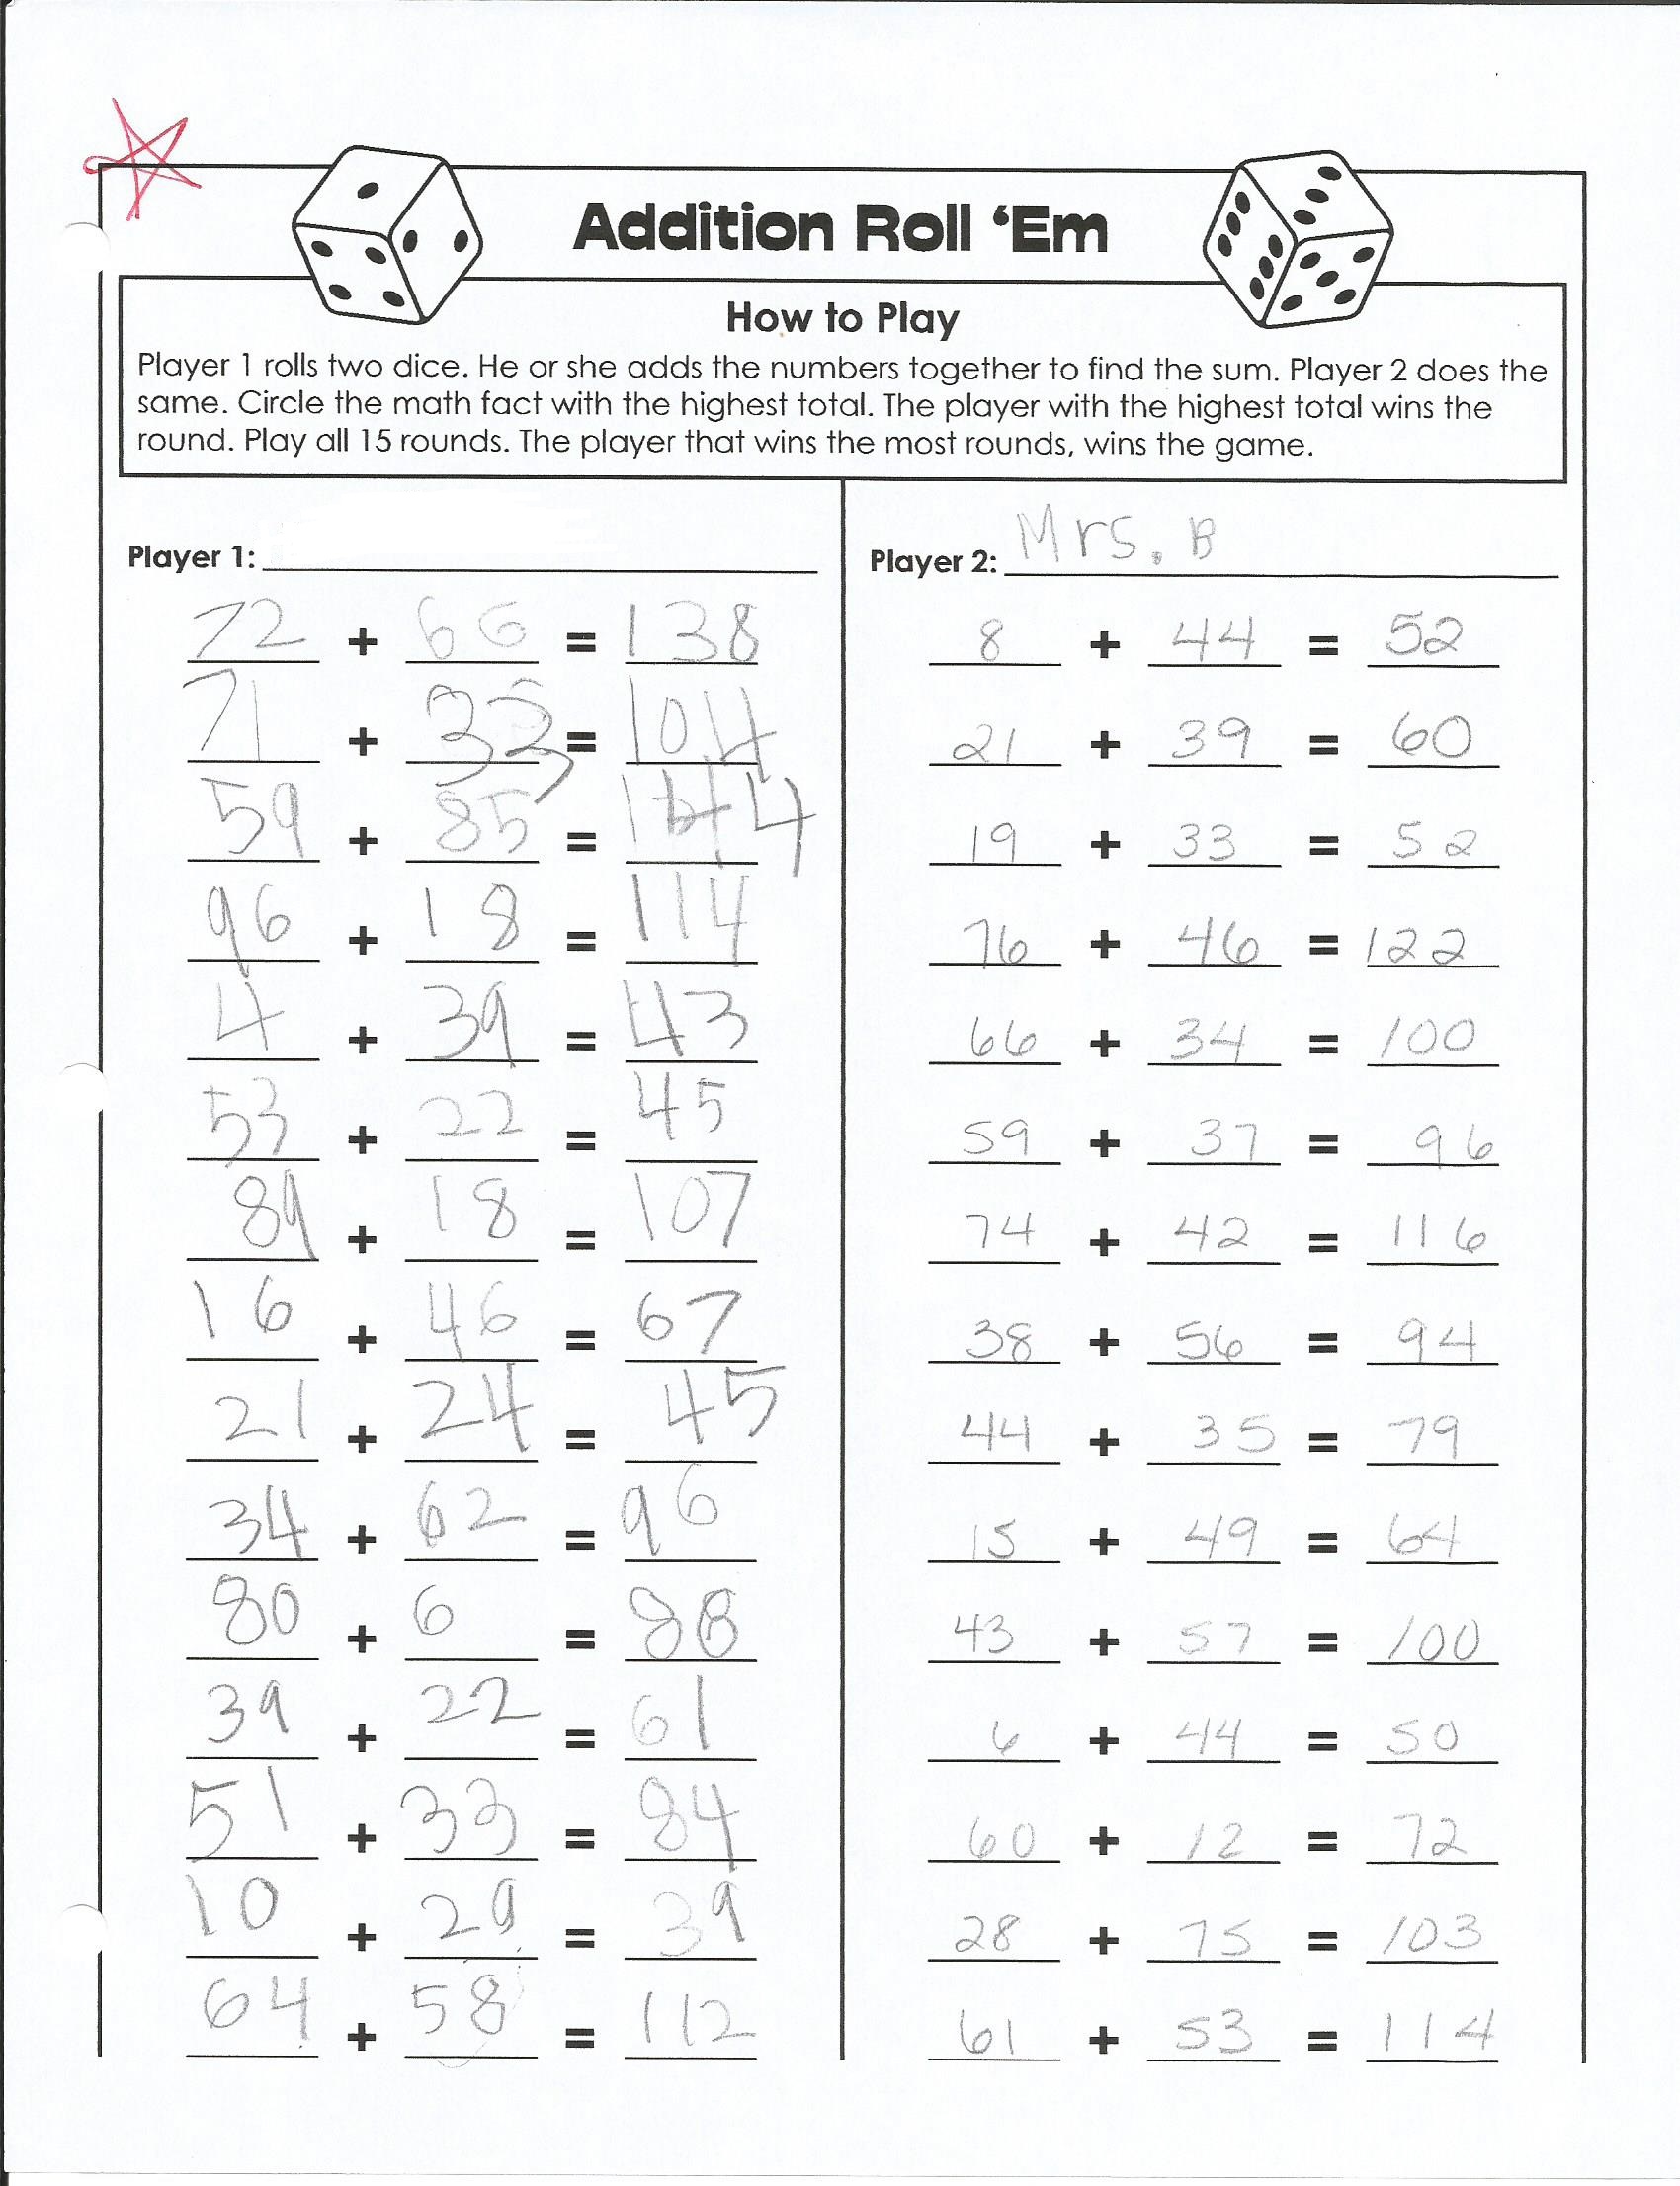 Addition Roll ‘Em
How to Play
Player 1 rolls two dice. He or she adds the numbers together to find the sum. Player 2 does the
same. Circle the math fact with the highest total. The player with the highest total wins the
round. Play all 15 rounds. The player that wins the most rounds, wins the game.
Player 1:
72 + 66 = 138
71 + 33 = 104
59 + 85 = 144
96 + 18 = 114
4 + 39 = 43
53 + 22 = 45
89 + 18 = 107
16 + 46 = 67
21 + 24 = 45
34 + 62 = 96
80 + 6 =
39 + 22 = 61
51 + 33 = 84
10 + 29 = 39
64 + 58 = 112
Player 2: Mrs. B
8 + 44 = 52
21 + 39 = 60
19 + 33 = 52
76 + 46 = 122
66 + 34 = 100
59 + 37 = 96
74 + 42 = 116
38 + 56 = 94
44 + 35 = 79
15 + 49 = 64
43 + 57 = 100
6 + 44 = 50
60 + 12 = 72
28 + 75 = 103
61 + 53 = 114